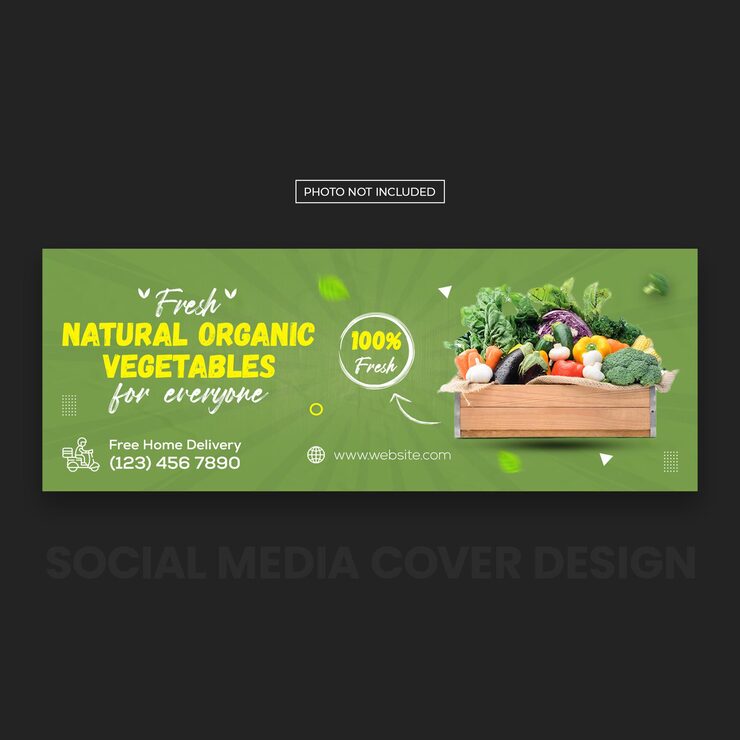 PHOTO NOT INCLUDED
Fresh
NATURAL ORGANIC
VEGETABLES
for everyone
100%
Fresh
Free Home Delivery
(123) 456 7890
www.website.com
SOCIAL MEDIA COVER DESIGN